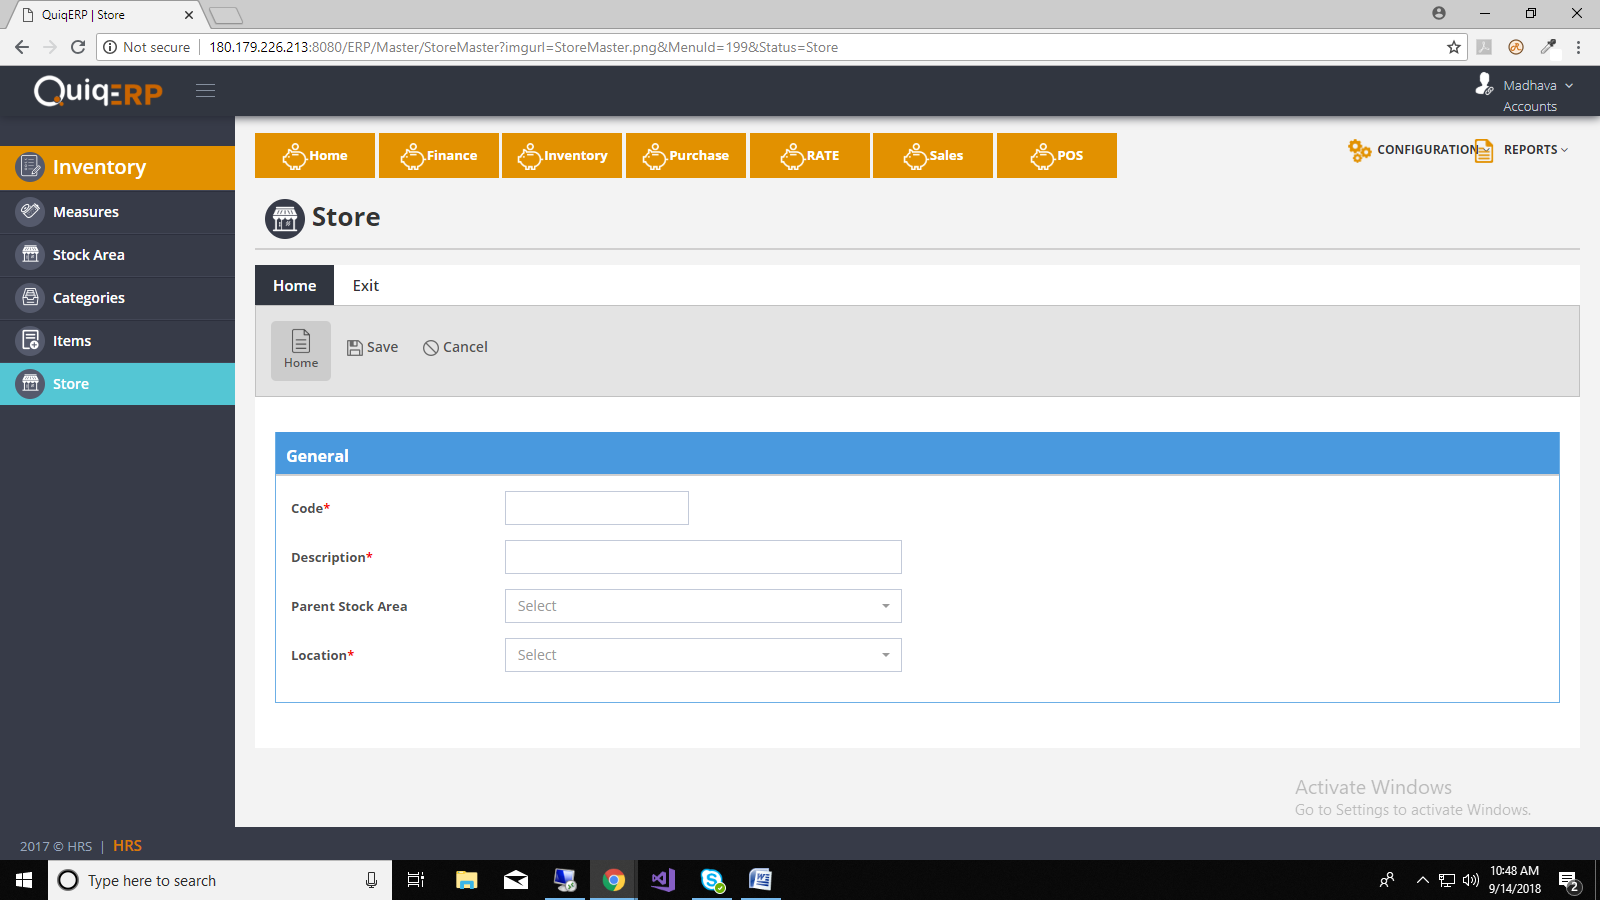 QuiqERP | Store
Not secure
180.179.226.213:8080/ERP/Master/StoreMaster?imgurl=StoreMaster.png&MenuId=199&Status=Store
QuiqERP
Madhava
Accounts
Inventory
Measures
Stock Area
Categories
Items
Store
Home
Finance
Inventory
Purchase
RATE
Sales
POS
CONFIGURATION
REPORTS
Store
Home
Exit
Home
Save
Cancel
General
Code*
Description*
Parent Stock Area
Select
Location*
Select
Activate Windows
Go to Settings to activate Windows.
2017 © HRS | HRS
Type here to search
10:48 AM
9/14/2018
2